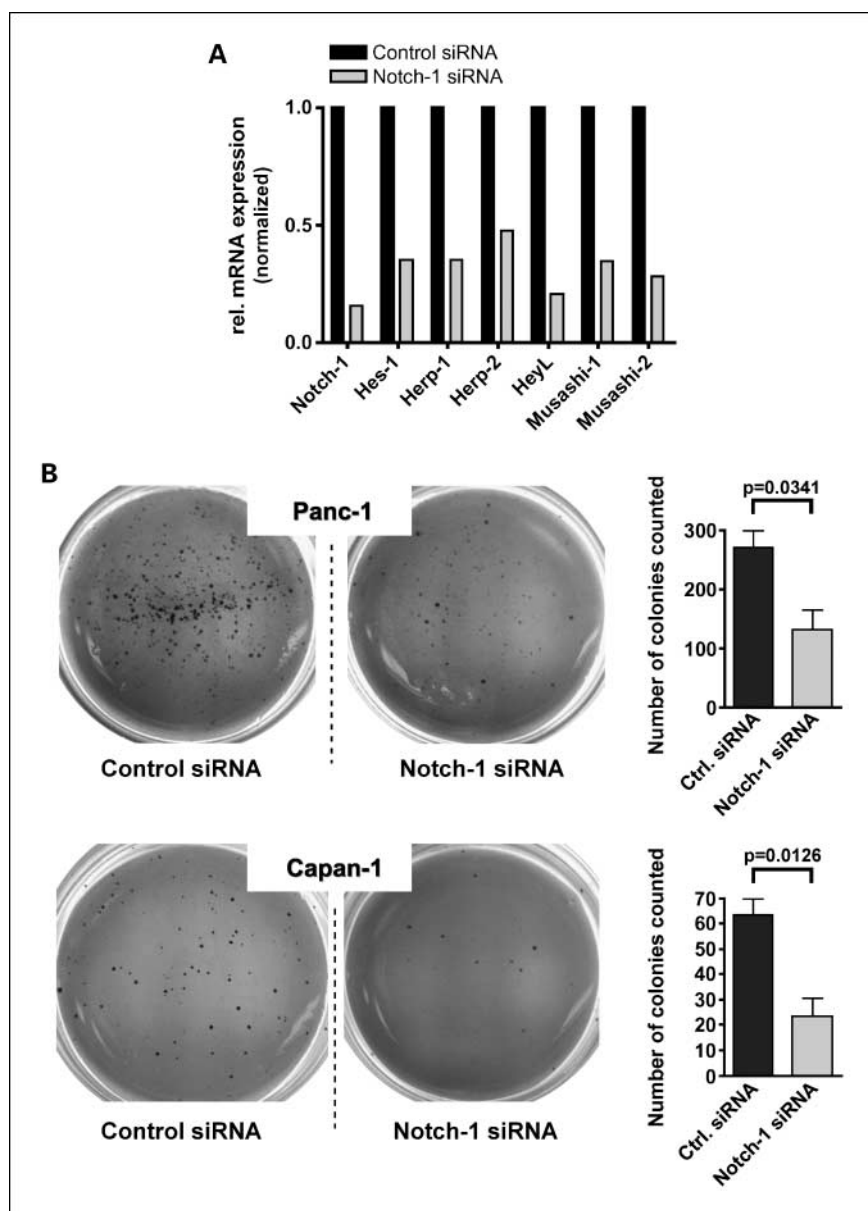 A
Control siRNA
Notch-1 siRNA
rel. mRNA expression
(normalized)
1.0
0.5
0.0
Notch-1
Hes-1
Herp-1
Herp-2
HeyL
Musashi-1
Musashi-2
B
Panc-1
Control siRNA
Notch-1 siRNA
p=0.0341
Number of colonies counted
300
200
100
0
Ctrl. siRNA
Notch-1 siRNA
Capan-1
Control siRNA
Notch-1 siRNA
p=0.0126
Number of colonies counted
70
60
50
40
30
20
10
0
Ctrl. siRNA
Notch-1 siRNA